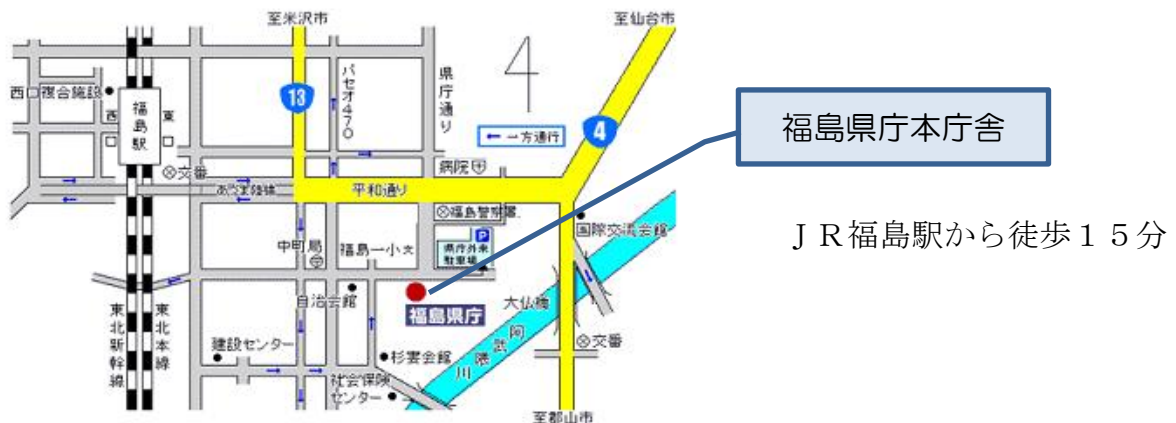 至米沢市
至仙台市
13
パセオ470
県庁通り
西口複合施設
福島駅
西口
東口
4
← 一方通行
病院
交番
あづま陸橋
平和通り
福島警察署
国際交流会館
中町局
福島一小
P
県庁外来
駐車場
自治会館
福島県庁
大仏橋
阿武隈川
東北新幹線
東北本線
建設センター
杉妻会館
交番
社会保険
センター
至郡山市
福島県庁本庁舎
JR福島駅から徒歩15分